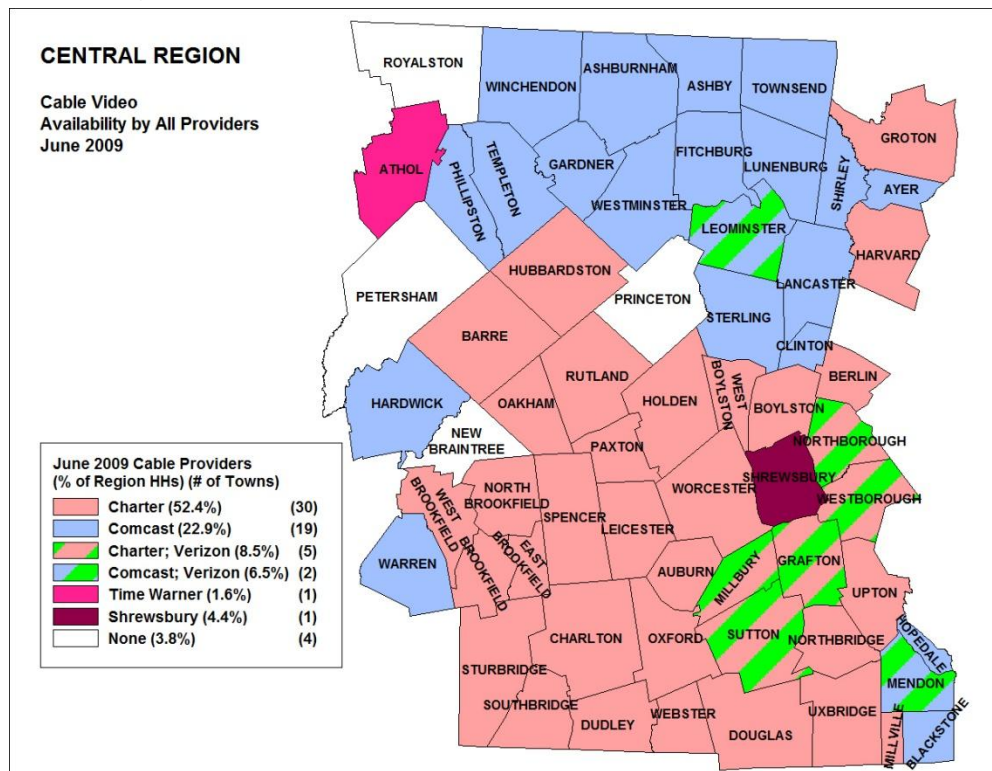 CENTRAL REGION
Cable Video
Availability by All Providers
June 2009
ROYALSTON
WINCHENDON
ASHBURNHAM
ASHBY
TOWNSEND
GROTON
ATHOL
PHILLIPSTON
TEMPLETON
GARDNER
WESTMINSTER
FITCHBURG
LUNENBURG
SHIRLEY
AYER
LEOMINSTER
HARVARD
HUBBARDSTON
LANCASTER
PETERSHAM
PRINCETON
STERLING
BARRE
CLINTON
RUTLAND
WEST
BOYLSTON
BERLIN
HARDWICK
OAKHAM
HOLDEN
BOYLSTON
NEW
BRAINTREE
PAXTON
NORTHBOROUGH
SHREWSBURY
WORCESTER
WESTBOROUGH
NORTH
BROOKFIELD
WEST
BROOKFIELD
SPENCER
LEICESTER
WARREN
BROOKFIELD
EAST
BROOKFIELD
AUBURN
MILLBURY
GRAFTON
UPTON
CHARLTON
OXFORD
SUTTON
NORTHBRIDGE
HOPEDALE
MENDON
STURBRIDGE
SOUTHBRIDGE
DUDLEY
WEBSTER
DOUGLAS
UXBRIDGE
MILLVILLE
BLACKSTONE
June 2009 Cable Providers
(% of Region HHs) (# of Towns)
Charter (52.4%) (30)
Comcast (22.9%) (19)
Charter; Verizon (8.5%) (5)
Comcast; Verizon (6.5%) (2)
Time Warner (1.6%) (1)
Shrewsbury (4.4%) (1)
None (3.8%) (4)